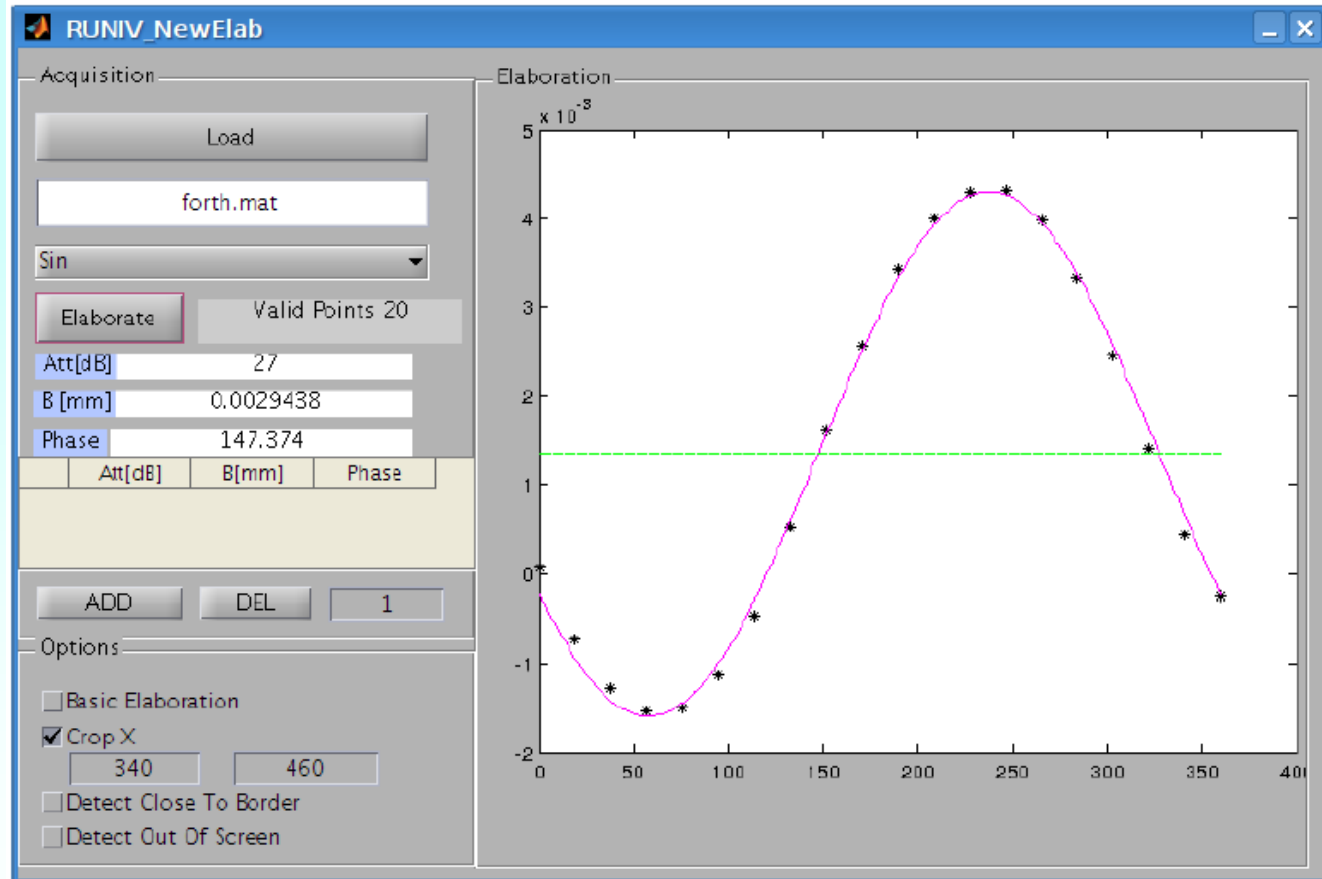 RUNIV_NewElab
Acquisition
Load
forth.mat
Sin
Elaborate
Valid Points 20
Att[dB] 27
B [mm] 0.0029438
Phase 147.374
Att[dB] B[mm] Phase
ADD DEL 1
Options
Basic Elaboration
Crop X
340 460
Detect Close To Border
Detect Out Of Screen
Elaboration
x 10^-3
5
4
3
2
1
0
-1
-2
0 50 100 150 200 250 300 350 40